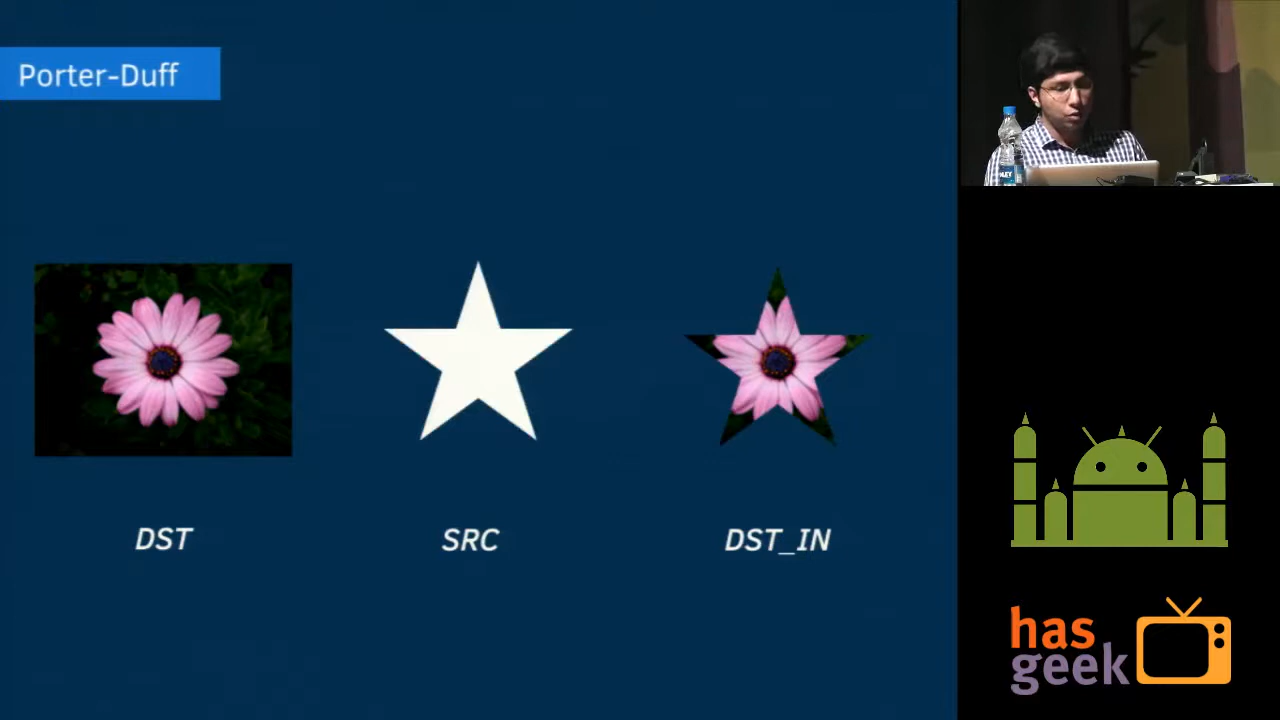 Porter-Duff
DST
SRC
DST_IN
has
geek